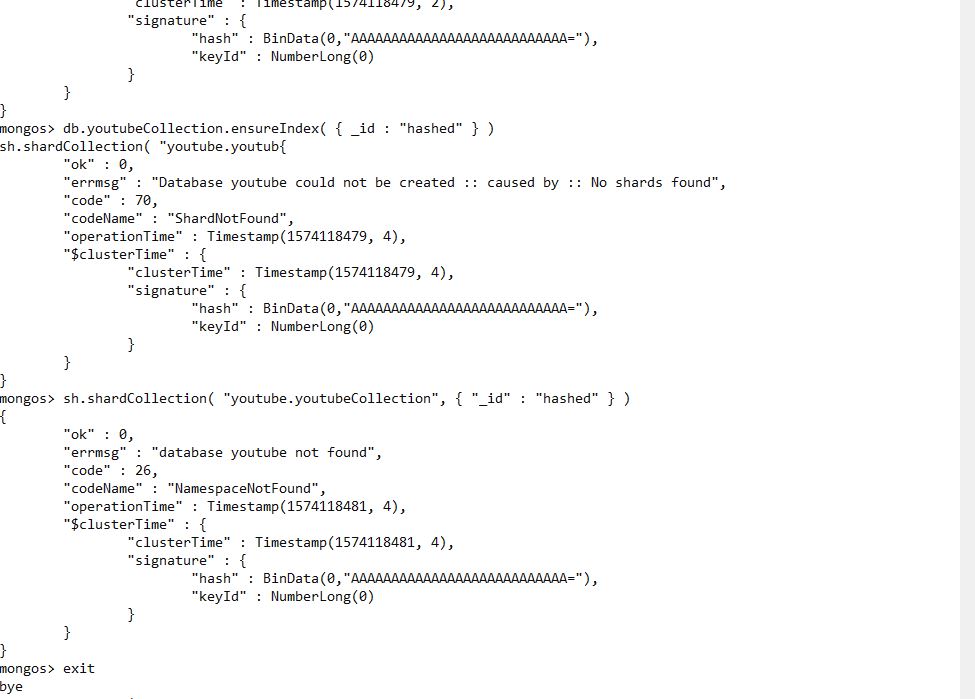 "clusterTime" : Timestamp(1574118479, 2),
"signature" : {
"hash" : BinData(0,"AAAAAAAAAAAAAAAAAAAAAAAAAAA="),
"keyId" : NumberLong(0)
}
}
}
mongos> db.youtubeCollection.ensureIndex( { _id : "hashed" } )
sh.shardCollection( "youtube.youtub{
"ok" : 0,
"errmsg" : "Database youtube could not be created :: caused by :: No shards found",
"code" : 70,
"codeName" : "ShardNotFound",
"operationTime" : Timestamp(1574118479, 4),
"$clusterTime" : {
"clusterTime" : Timestamp(1574118479, 4),
"signature" : {
"hash" : BinData(0,"AAAAAAAAAAAAAAAAAAAAAAAAAAA="),
"keyId" : NumberLong(0)
}
}
}
mongos> sh.shardCollection( "youtube.youtubeCollection", { "_id" : "hashed" } )
{
"ok" : 0,
"errmsg" : "database youtube not found",
"code" : 26,
"codeName" : "NamespaceNotFound",
"operationTime" : Timestamp(1574118481, 4),
"$clusterTime" : {
"clusterTime" : Timestamp(1574118481, 4),
"signature" : {
"hash" : BinData(0,"AAAAAAAAAAAAAAAAAAAAAAAAAAA="),
"keyId" : NumberLong(0)
}
}
}
mongos> exit
bye